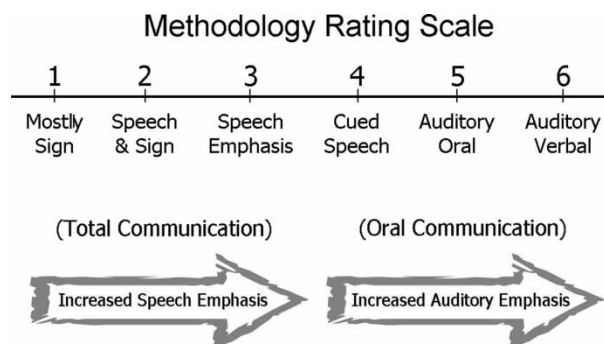 Methodology Rating Scale
1 2 3 4 5 6
Mostly Speech Speech Cued Auditory Auditory
Sign & Sign Emphasis Speech Oral Verbal
(Total Communication) (Oral Communication)
Increased Speech Emphasis Increased Auditory Emphasis